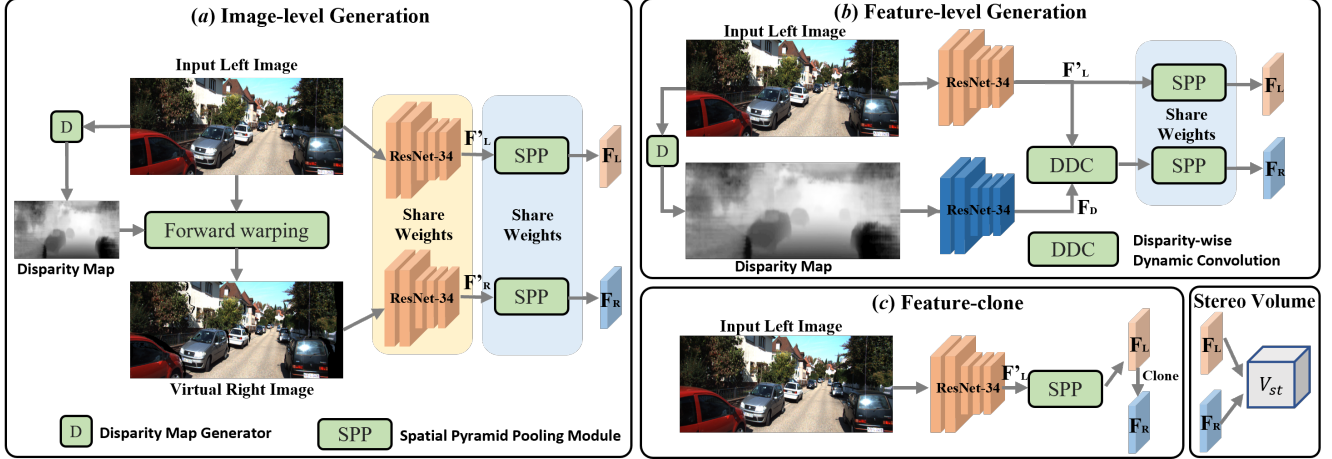 (a) Image-level Generation
Input Left Image
D
Disparity Map
Forward warping
Virtual Right Image
ResNet-34
F'L
SPP
FL
Share
Weights
Share
Weights
ResNet-34
F'R
SPP
FR
D
Disparity Map Generator
SPP
Spatial Pyramid Pooling Module
(b) Feature-level Generation
Input Left Image
D
Disparity Map
ResNet-34
F'L
SPP
FL
Share
Weights
ResNet-34
FD
DDC
SPP
FR
DDC
Disparity-wise
Dynamic Convolution
(c) Feature-clone
Input Left Image
ResNet-34
F'L
SPP
FL
Clone
FR
Stereo Volume
FL
FR
Vst